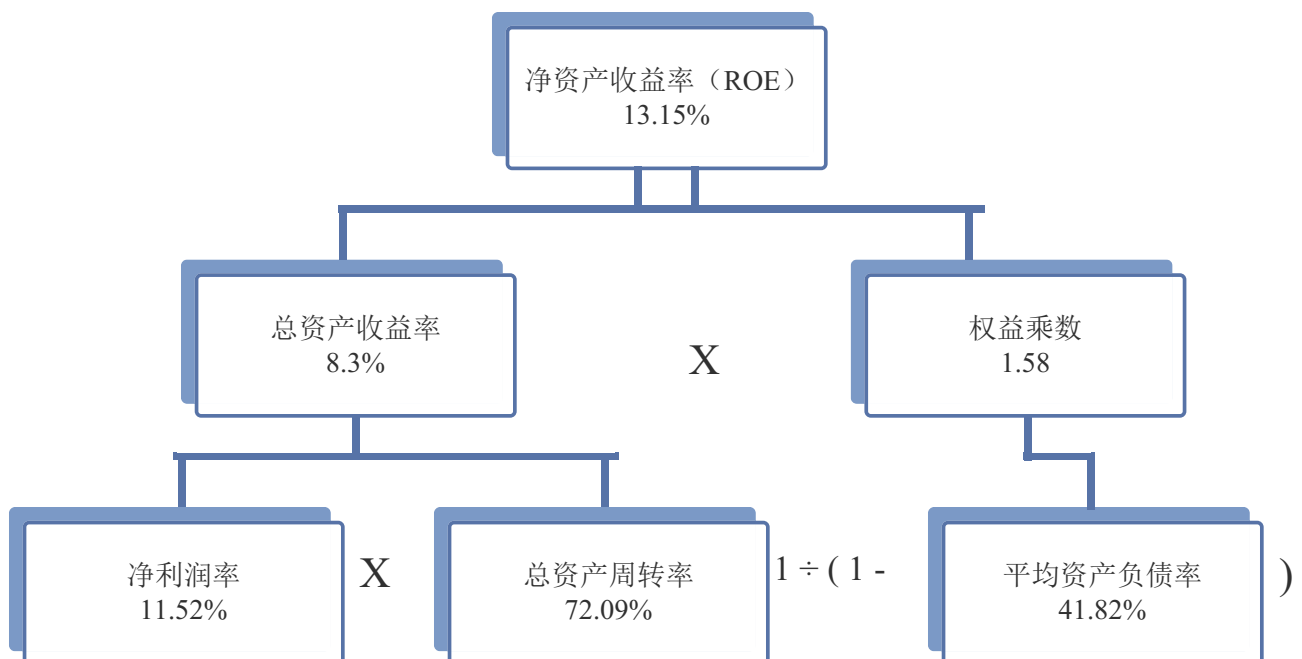 净资产收益率（ROE）
13.15%
总资产收益率
8.3%
X
权益乘数
1.58
净利润率
11.52%
X
总资产周转率
72.09%
1 ÷ ( 1 -
平均资产负债率
41.82%
)